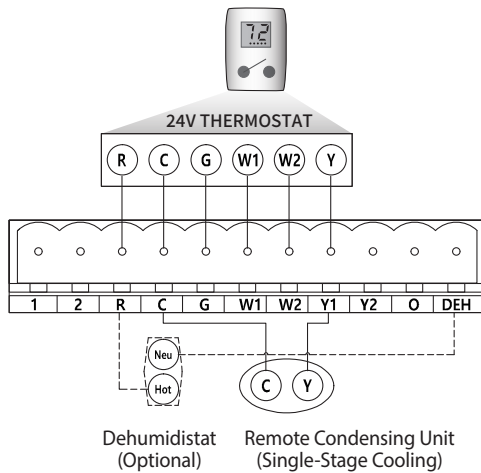 72
24V THERMOSTAT
R C G W1 W2 Y
1 2 R C G W1 W2 Y1 Y2 O DEH
Neu
Hot
C Y
Dehumidistat
(Optional)
Remote Condensing Unit
(Single-Stage Cooling)